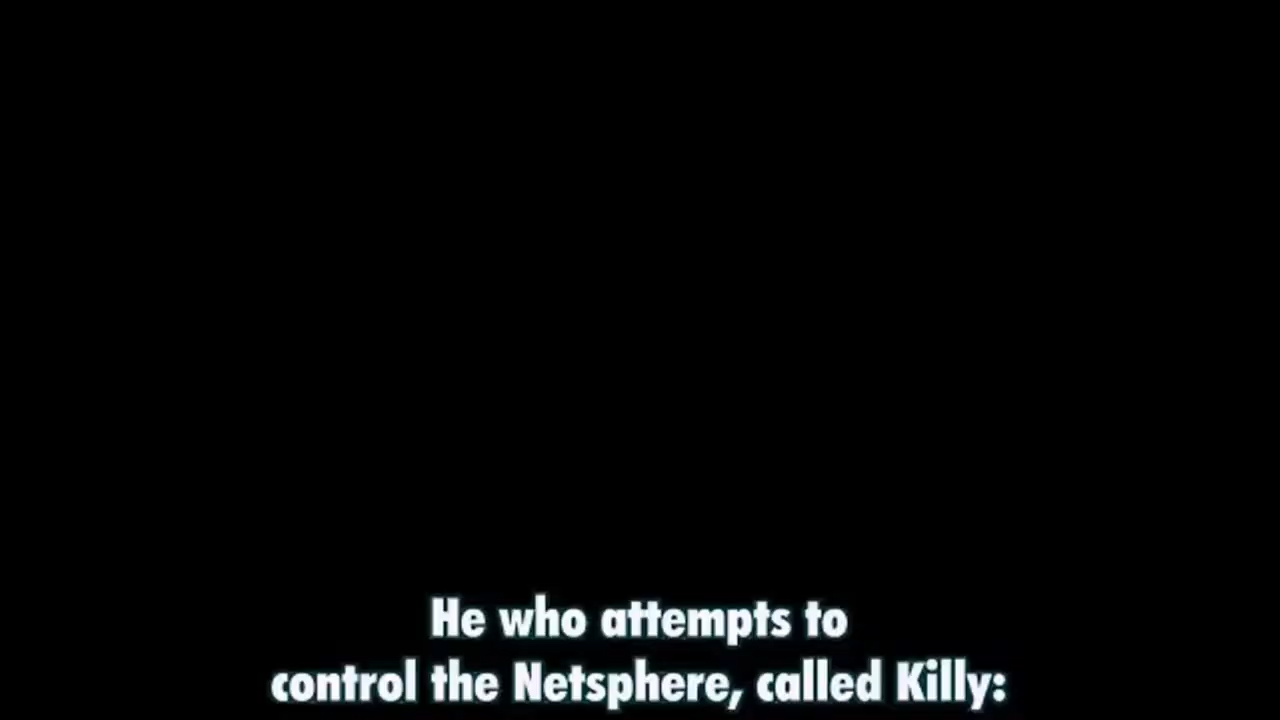 He who attempts to
control the Netsphere, called Killy: